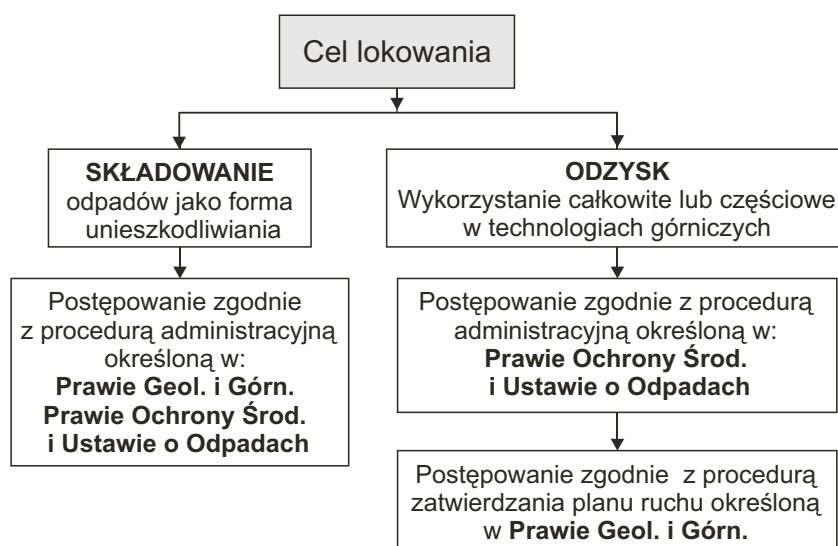 Cel lokowania
SKŁADOWANIE
odpadów jako forma
unieszkodliwiania
ODZYSK
Wykorzystanie całkowite lub częściowe
w technologiach górniczych
Postępowanie zgodnie
z procedurą administracyjną
określoną w:
Prawie Geol. i Górn.
Prawie Ochrony Środ.
i Ustawie o Odpadach
Postępowanie zgodnie z procedurą
administracyjną określoną w:
Prawie Ochrony Środ.
i Ustawie o Odpadach
Postępowanie zgodnie z procedurą
zatwierdzania planu ruchu określoną
w Prawie Geol. i Górn.